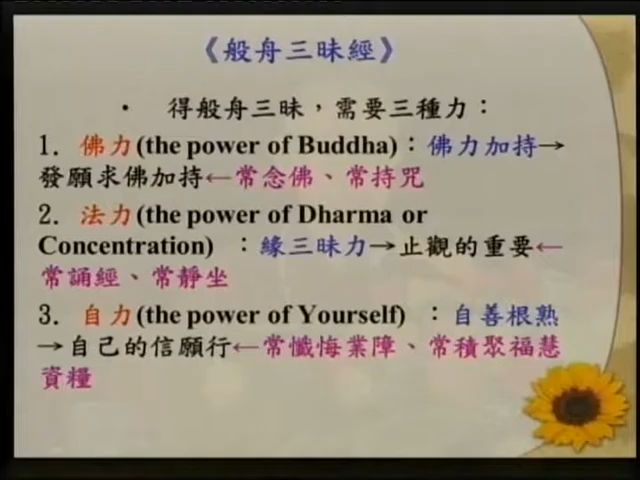 《般舟三昧經》
• 得般舟三昧，需要三種力：
1. 佛力(the power of Buddha)：佛力加持→
發願求佛加持←常念佛、常持咒
2. 法力(the power of Dharma or
Concentration) ：緣三昧力→止觀的重要←
常誦經、常靜坐
3. 自力(the power of Yourself) ：自善根熟
→自己的信願行←常懺悔業障、常積聚福慧
資糧